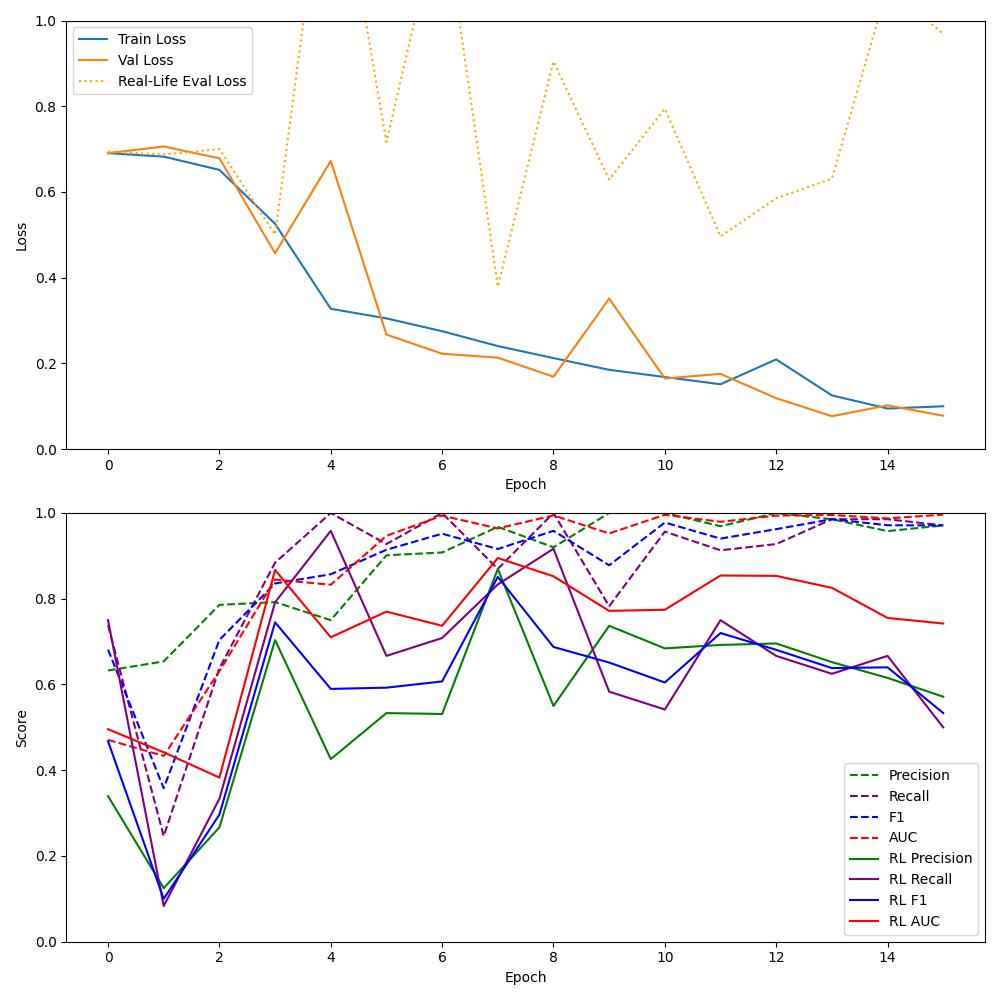 1.0
0.8
0.6
0.4
0.2
0.0
Loss
Train Loss
Val Loss
Real-Life Eval Loss
0 2 4 6 8 10 12 14
Epoch
1.0
0.8
0.6
0.4
0.2
0.0
Score
Precision
Recall
F1
AUC
RL Precision
RL Recall
RL F1
RL AUC
0 2 4 6 8 10 12 14
Epoch